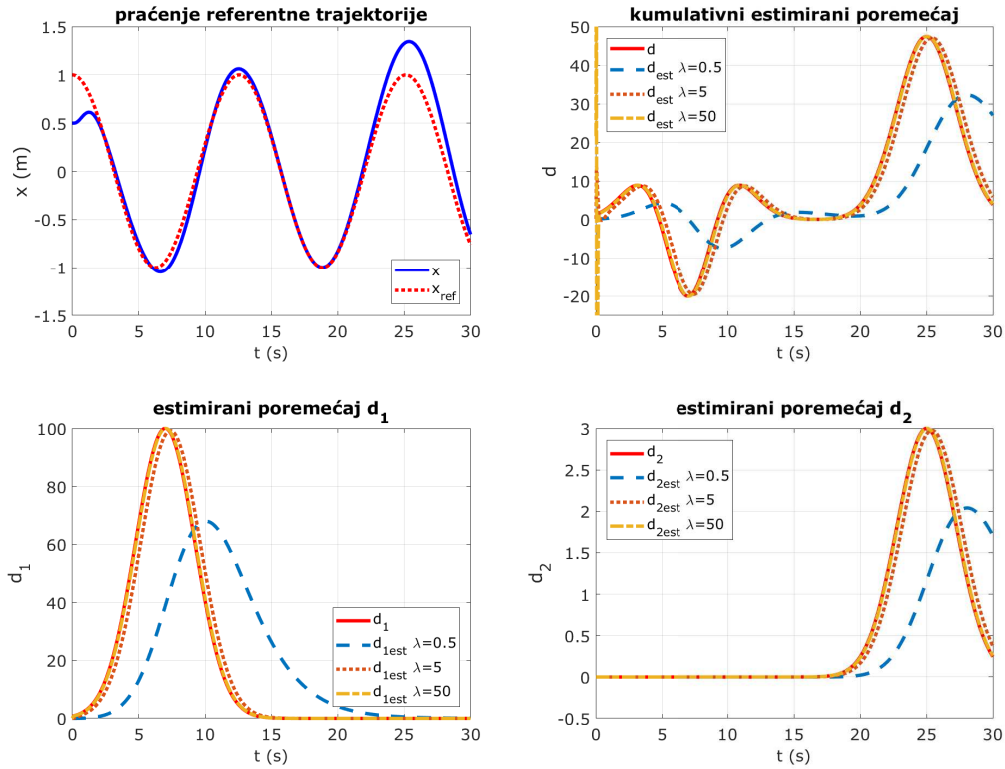 praćenje referentne trajektorije
1.5
1
0.5
0
-0.5
-1
-1.5
x (m)
0 5 10 15 20 25 30
t (s)
x
x_ref
kumulativni estimirani poremećaj
50
40
30
20
10
0
-10
-20
d
0 5 10 15 20 25 30
t (s)
d
d_est λ=0.5
d_est λ=5
d_est λ=50
estimirani poremećaj d_1
100
80
60
40
20
0
d_1
0 5 10 15 20 25 30
t (s)
d_1
d_1est λ=0.5
d_1est λ=5
d_1est λ=50
estimirani poremećaj d_2
3
2.5
2
1.5
1
0.5
0
-0.5
d_2
0 5 10 15 20 25 30
t (s)
d_2
d_2est λ=0.5
d_2est λ=5
d_2est λ=50